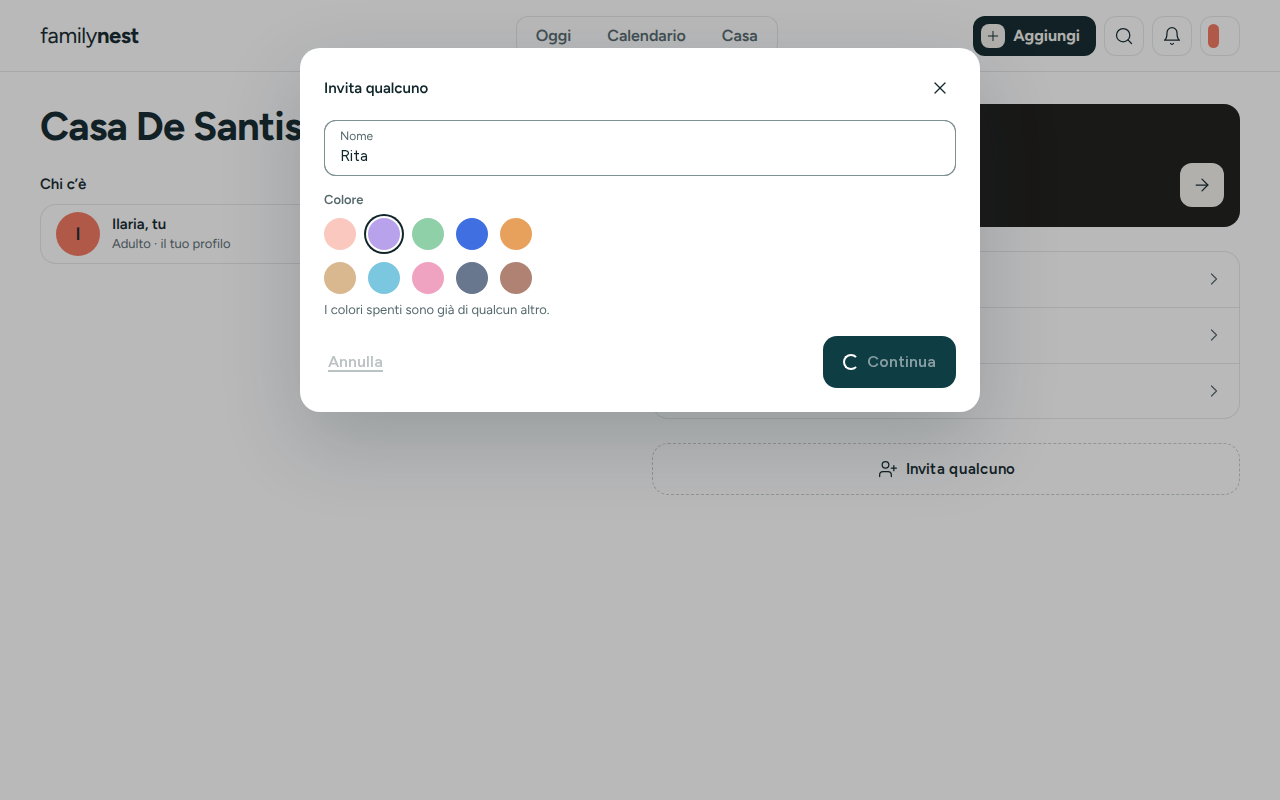 familynest
Oggi Calendario Casa
Aggiungi
Invita qualcuno
Nome
Rita
Colore
I colori spenti sono già di qualcun altro.
Annulla
Continua
Casa De Santis
Chi c'è
I
Ilaria, tu
Adulto · il tuo profilo
Invita qualcuno